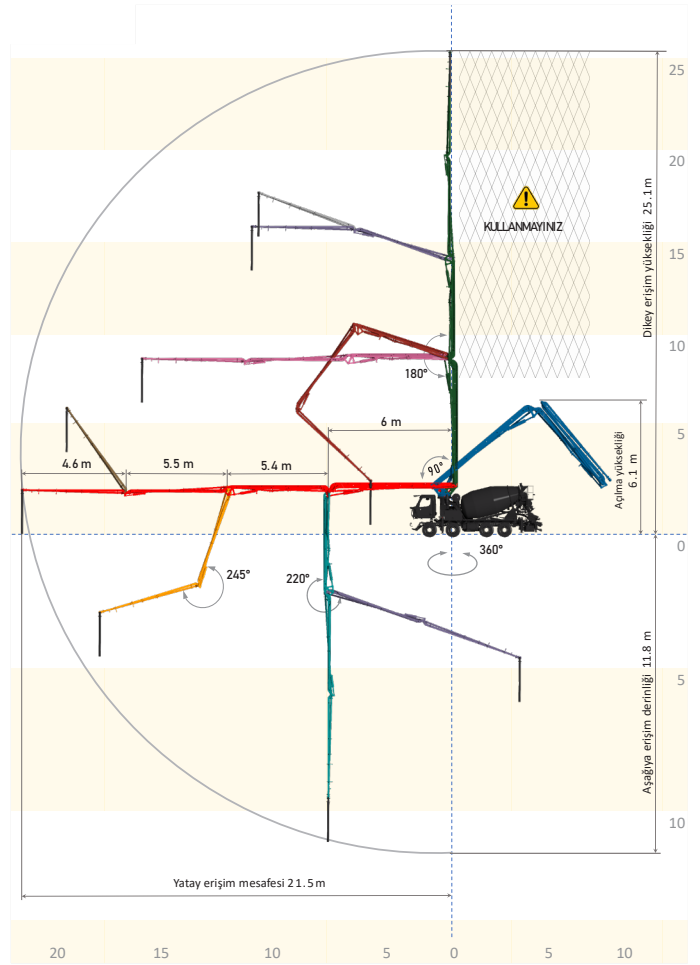 25
20
Dikey erişim yüksekliği 25.1 m
KULLANMAYINIZ
15
10
180°
6 m
5
4.6 m
5.5 m
5.4 m
90°
Açılma yüksekliği
6.1 m
0
360°
245°
220°
Aşağıya erişim derinliği 11.8 m
5
10
Yatay erişim mesafesi 21.5 m
20
15
10
5
0
5
10